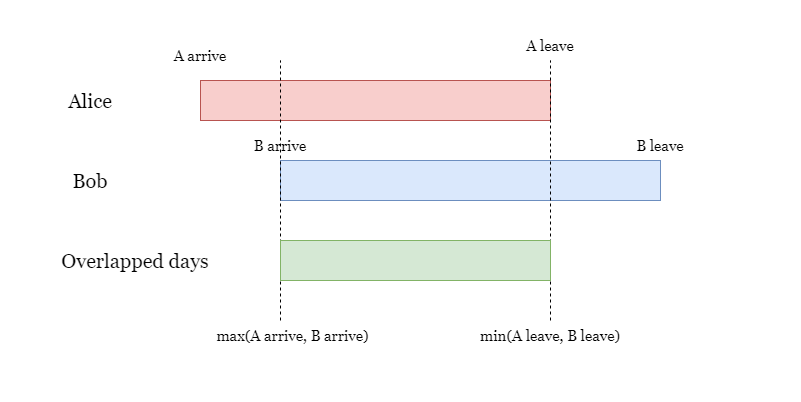 A leave
A arrive
Alice
B arrive
B leave
Bob
Overlapped days
max(A arrive, B arrive)
min(A leave, B leave)